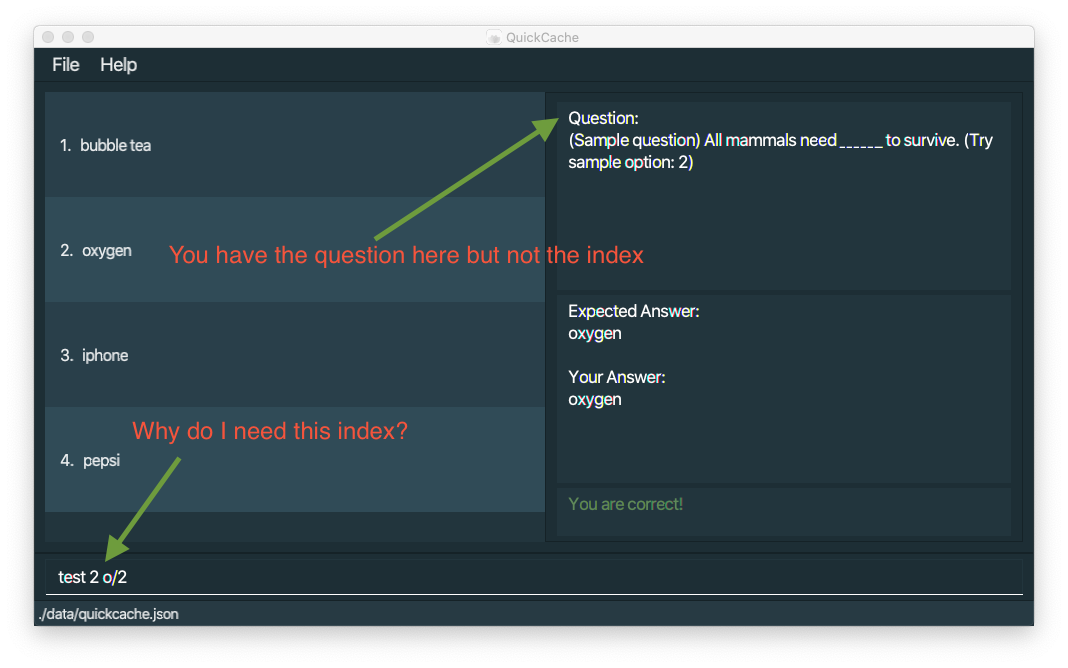 QuickCache
File Help
1. bubble tea
2. oxygen
3. iphone
4. pepsi
Question:
(Sample question) All mammals need ______ to survive. (Try
sample option: 2)
You have the question here but not the index
Expected Answer:
oxygen
Your Answer:
oxygen
Why do I need this index?
You are correct!
test 2 o/2
./data/quickcache.json